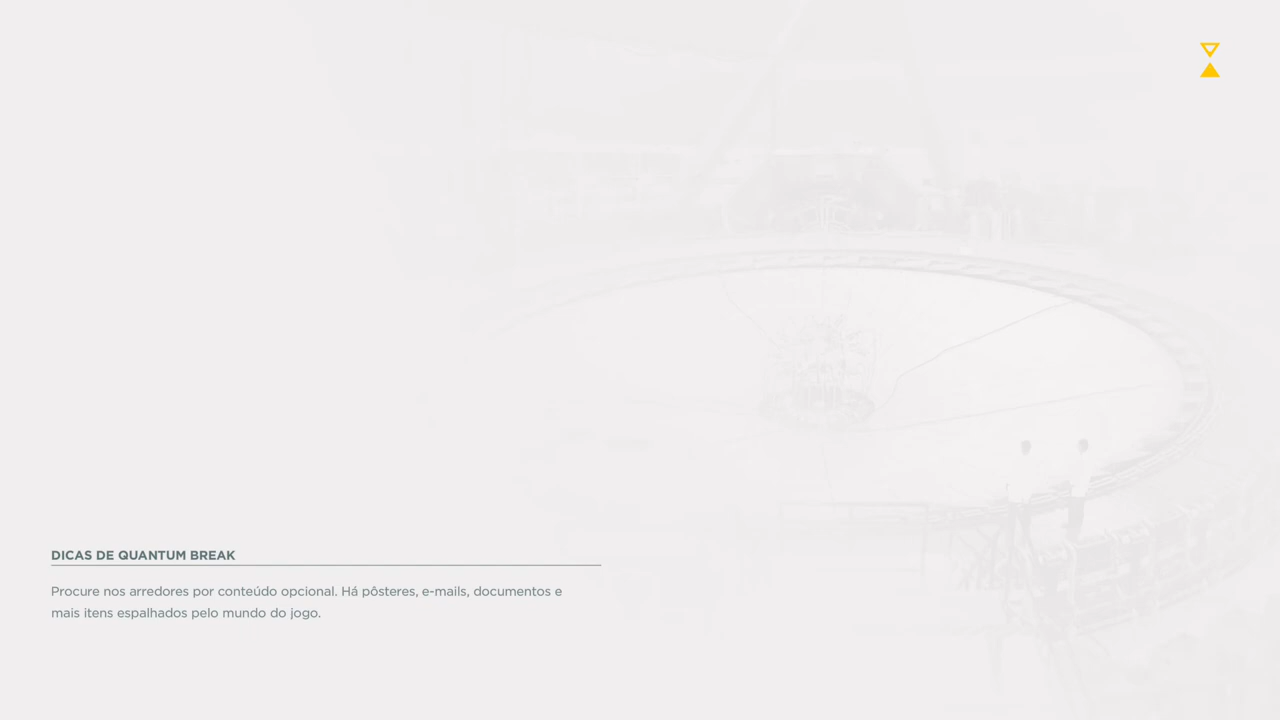 DICAS DE QUANTUM BREAK
Procure nos arredores por conteúdo opcional. Há pôsteres, e-mails, documentos e
mais itens espalhados pelo mundo do jogo.